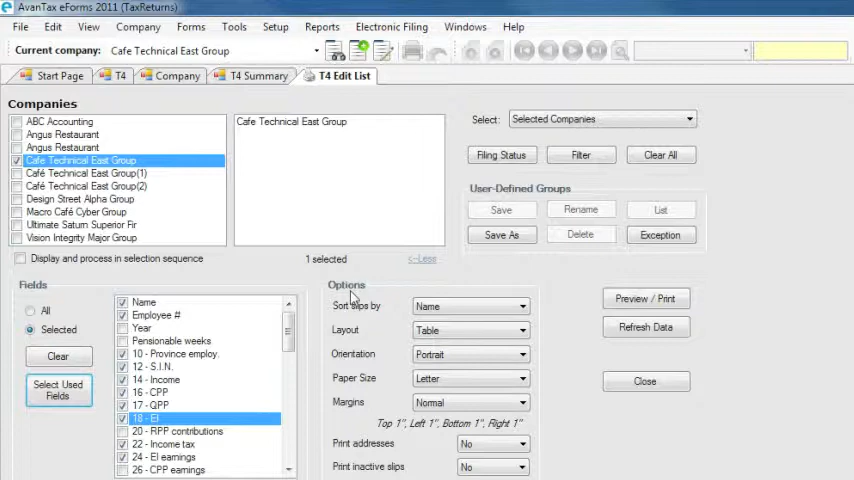 AvanTax eForms 2011 (TaxReturns)
File Edit View Company Forms Tools Setup Reports Electronic Filing Windows Help
Current company: Cafe Technical East Group
Start Page T4 Company T4 Summary T4 Edit List
Companies
ABC Accounting
Angus Restaurant
Angus Restaurant
Cafe Technical East Group
Café Technical East Group(1)
Café Technical East Group(2)
Design Street Alpha Group
Macro Café Cyber Group
Ultimate Saturn Superior Fir
Vision Integrity Major Group
Cafe Technical East Group
Select: Selected Companies
Filing Status Filter Clear All
User-Defined Groups
Save Rename List
Save As Delete Exception
Display and process in selection sequence 1 selected <-Less
Fields
All
Selected
Clear
Select Used
Fields
Name
Employee #
Year
Pensionable weeks
10 - Province employ.
12 - S.I.N.
14 - Income
16 - CPP
17 - QPP
18 - EI
20 - RPP contributions
22 - Income tax
24 - EI earnings
26 - CPP earnings
Options
Sort slips by Name
Layout Table
Orientation Portrait
Paper Size Letter
Margins Normal
Top 1", Left 1", Bottom 1", Right 1"
Print addresses No
Print inactive slips No
Preview / Print
Refresh Data
Close